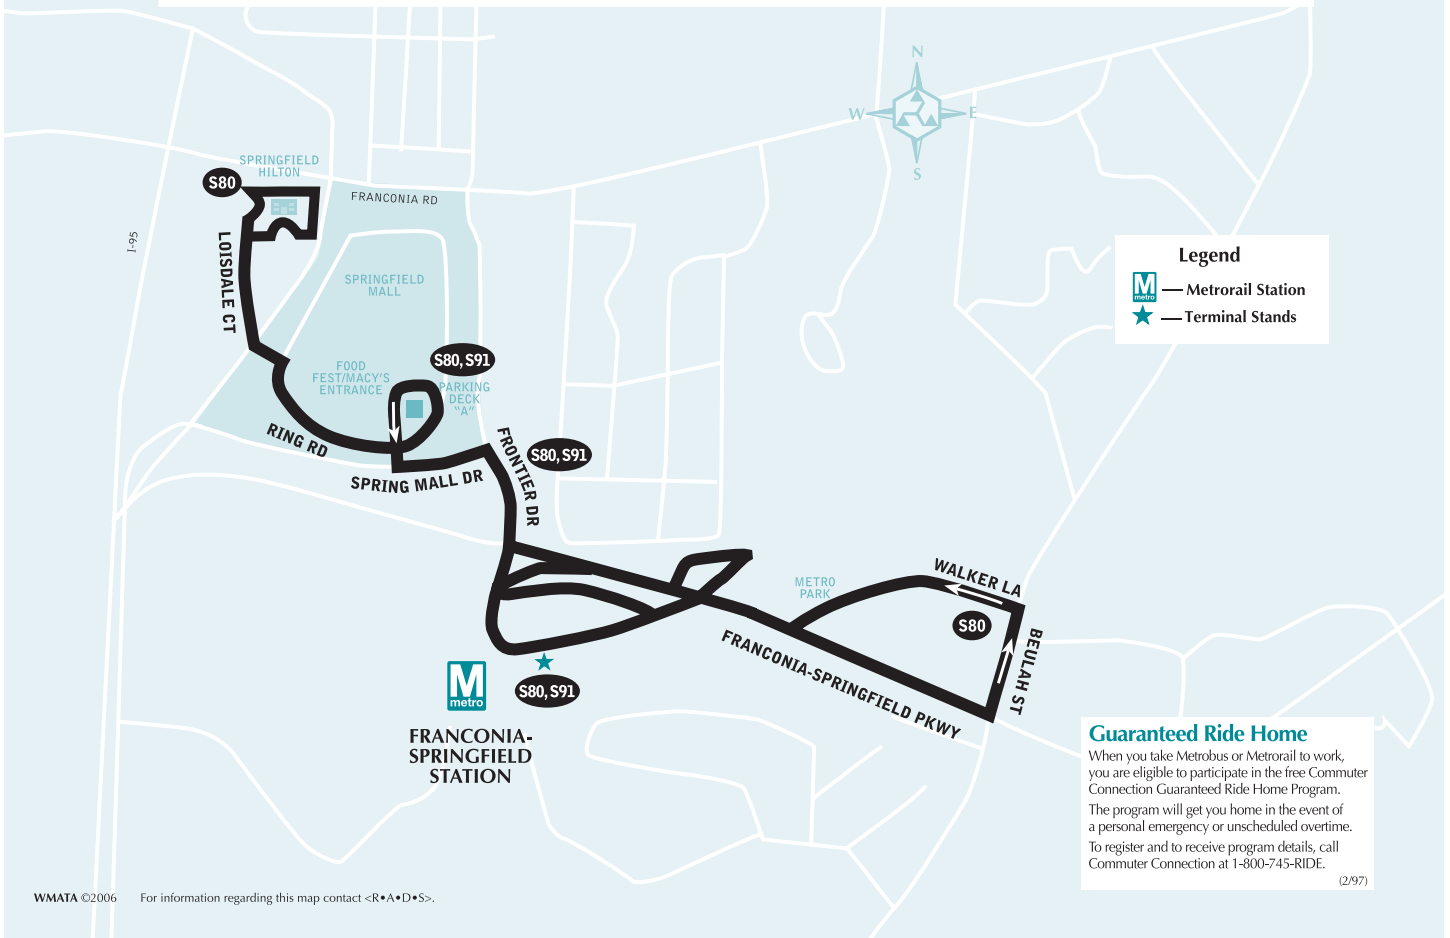 N
W
E
S
SPRINGFIELD
HILTON
S80
FRANCONIA RD
I-95
LOISDALE CT
SPRINGFIELD
MALL
Legend
M
metro
Metrorail Station
Terminal Stands
S80, S91
FOOD
FEST/MACY'S
ENTRANCE
PARKING
DECK
"A"
RING RD
SPRING MALL DR
FRONTIER DR
S80, S91
METRO
PARK
WALKER LA
S80
BEULAH ST
FRANCONIA-SPRINGFIELD PKWY
M
metro
S80, S91
FRANCONIA-
SPRINGFIELD
STATION
Guaranteed Ride Home
When you take Metrobus or Metrorail to work,
you are eligible to participate in the free Commuter
Connection Guaranteed Ride Home Program.
The program will get you home in the event of
a personal emergency or unscheduled overtime.
To register and to receive program details, call
Commuter Connection at 1-800-745-RIDE.
(2/97)
WMATA ©2006 For information regarding this map contact <R•A•D•S>.